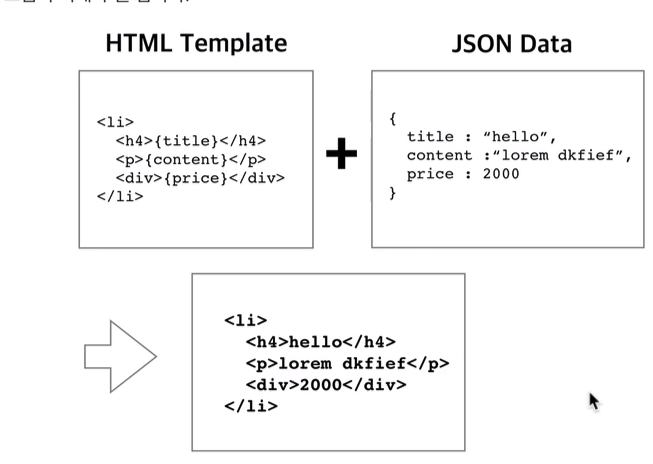 HTML Template
<li>
<h4>{title}</h4>
<p>{content}</p>
<div>{price}</div>
</li>
+
JSON Data
{
title : “hello”,
content :“lorem dkfief”,
price : 2000
}
<li>
<h4>hello</h4>
<p>lorem dkfief</p>
<div>2000</div>
</li>